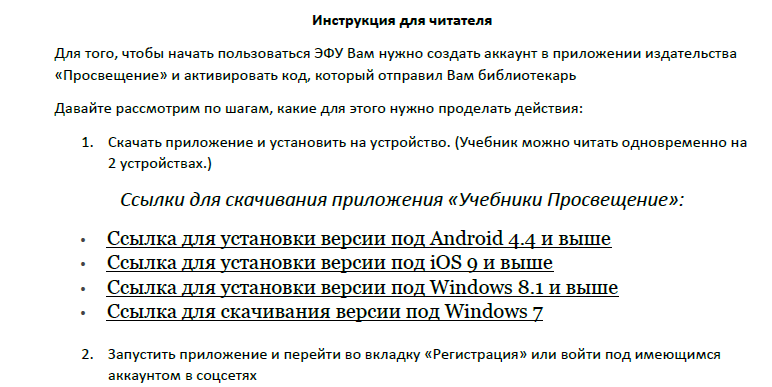 Инструкция для читателя
Для того, чтобы начать пользоваться ЭФУ Вам нужно создать аккаунт в приложении издательства
«Просвещение» и активировать код, который отправил Вам библиотекарь
Давайте рассмотрим по шагам, какие для этого нужно проделать действия:
1. Скачать приложение и установить на устройство. (Учебник можно читать одновременно на
2 устройствах.)
Ссылки для скачивания приложения «Учебники Просвещение»:
• Ссылка для установки версии под Android 4.4 и выше
• Ссылка для установки версии под iOS 9 и выше
• Ссылка для установки версии под Windows 8.1 и выше
• Ссылка для скачивания версии под Windows 7
2. Запустить приложение и перейти во вкладку «Регистрация» или войти под имеющимся
аккаунтом в соцсетях